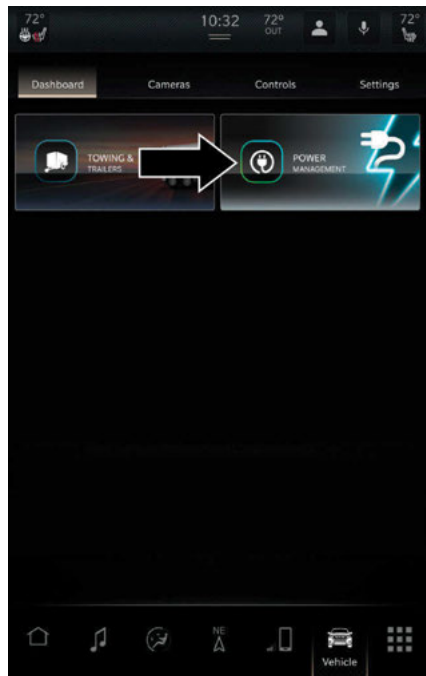 72°
10:32
72°
OUT
72°
Dashboard
Cameras
Controls
Settings
TOWING &
TRAILERS
POWER
MANAGEMENT
NE
Vehicle